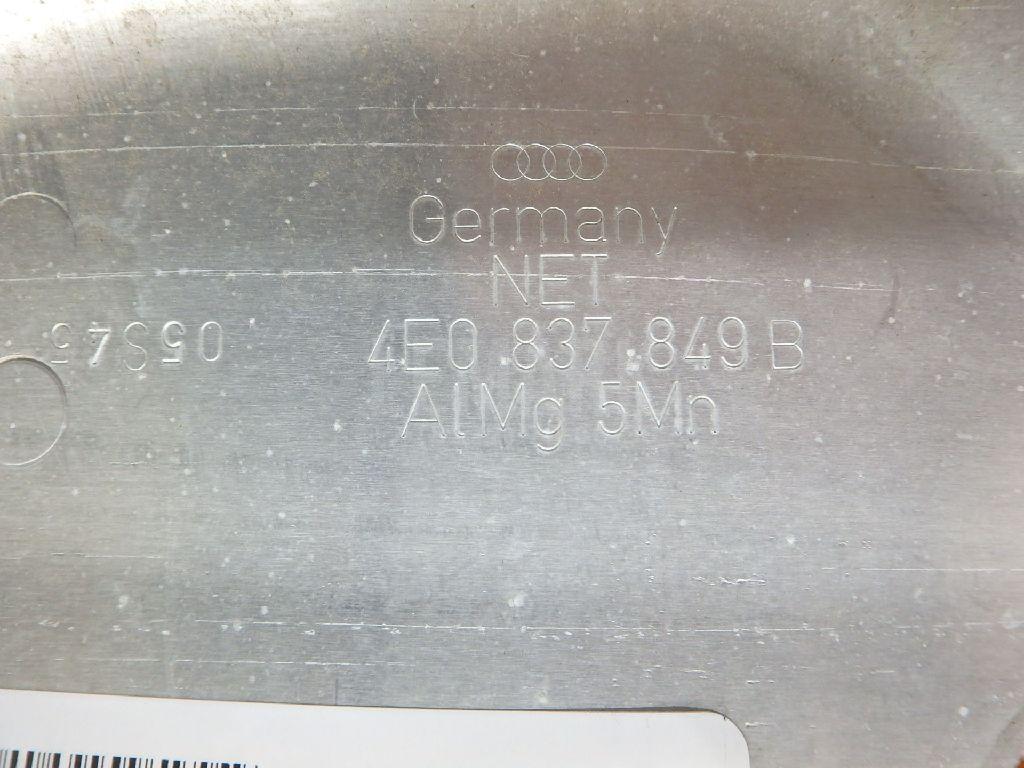 Germany
NET
4E0 837 849 B
AlMg 5Mn